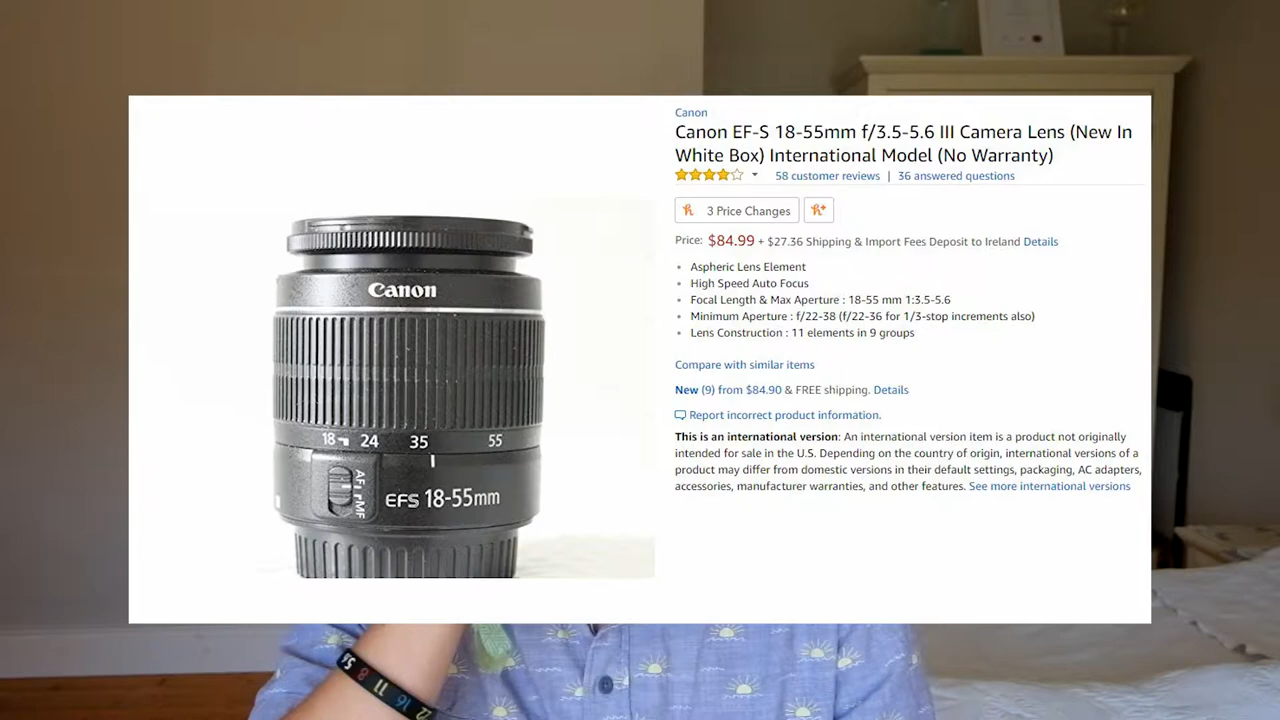 Canon
Canon EF-S 18-55mm f/3.5-5.6 III Camera Lens (New In
White Box) International Model (No Warranty)
58 customer reviews | 36 answered questions
3 Price Changes
Price: $84.99 + $27.36 Shipping & Import Fees Deposit to Ireland Details
• Aspheric Lens Element
• High Speed Auto Focus
• Focal Length & Max Aperture : 18-55 mm 1:3.5-5.6
• Minimum Aperture : f/22-38 (f/22-36 for 1/3-stop increments also)
• Lens Construction : 11 elements in 9 groups
Compare with similar items
New (9) from $84.90 & FREE shipping. Details
Report incorrect product information.
This is an international version: An international version item is a product not originally
intended for sale in the U.S. Depending on the country of origin, international versions of a
product may differ from domestic versions in their default settings, packaging, AC adapters,
accessories, manufacturer warranties, and other features. See more international versions
Canon
18 24 35 55
AF MF
EFS 18-55mm
5.6 8 11 16 22